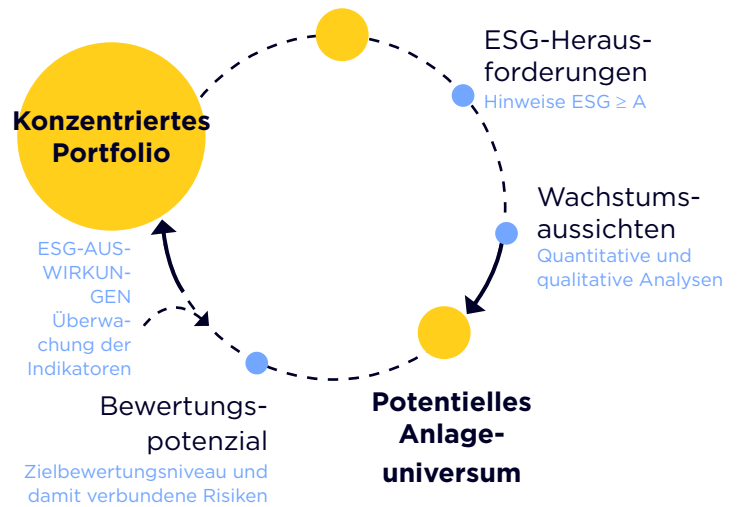 ESG-Heraus-
forderungen
Hinweise ESG ≥ A
Wachstums-
aussichten
Quantitative und
qualitative Analysen
Potentielles
Anlage-
universum
Bewertungs-
potenzial
Zielbewertungsniveau und
damit verbundene Risiken
ESG-AUS-
WIRKUN-
GEN
Überwa-
chung der
Indikatoren
Konzentriertes
Portfolio